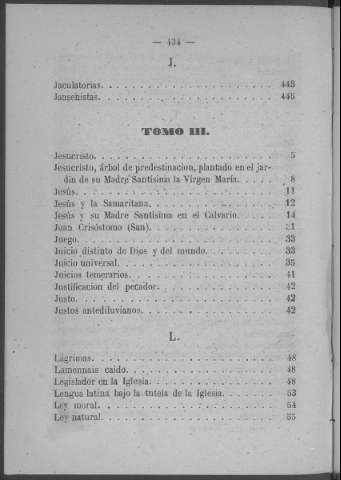 — 434 —
J.
Jaculatorias. . . . . . . . . . . . . . . . . . . . 443
Jansenistas. . . . . . . . . . . . . . . . . . . . 445
TOMO III.
Jesucristo. . . . . . . . . . . . . . . . . . . . 5
Jesucristo, árbol de predestinacion, plantado en el jar-
din de su Madre Santísima la Vírgen María. . . . . 8
Jesús. . . . . . . . . . . . . . . . . . . . 11
Jesús y la Samaritana. . . . . . . . . . . . . . 12
Jesús y su Madre Santísima en el Calvario. . . . . . 14
Juan Crisóstomo (San). . . . . . . . . . . . . . 31
Juego. . . . . . . . . . . . . . . . . . . . 33
Juicio distinto de Dios y del mundo. . . . . . . . . 33
Juicio universal. . . . . . . . . . . . . . . . . 35
Juicios temerarios. . . . . . . . . . . . . . . . 41
Justificacion del pecador. . . . . . . . . . . . . 42
Justo. . . . . . . . . . . . . . . . . . . . 42
Justos antediluvianos. . . . . . . . . . . . . . 42
L.
Lágrimas. . . . . . . . . . . . . . . . . . . . 48
Lamennais caido. . . . . . . . . . . . . . . . . 48
Legislador en la Iglesia. . . . . . . . . . . . . . 48
Lengua latina bajo la tutela de la Iglesia. . . . . . . 53
Ley moral. . . . . . . . . . . . . . . . . . . . 54
Ley natural. . . . . . . . . . . . . . . . . . . 55